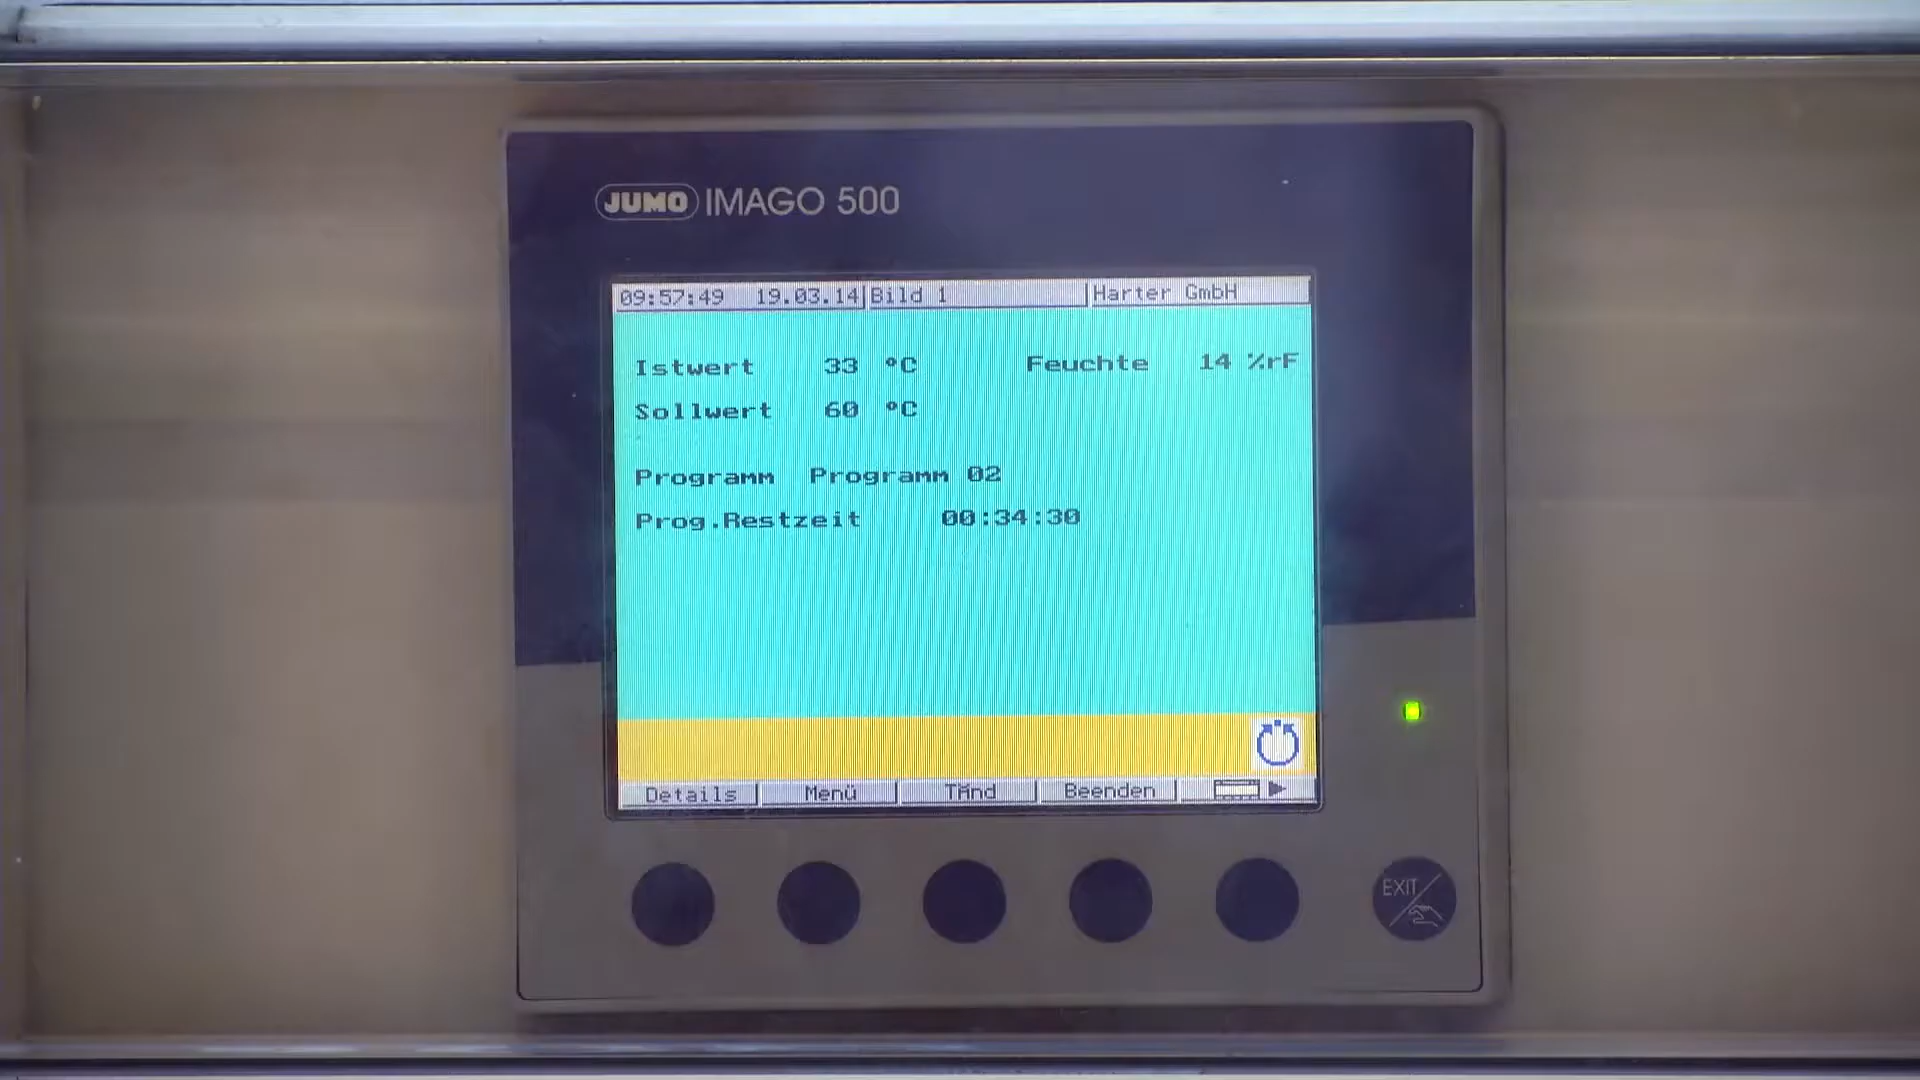 JUMO IMAGO 500
09:57:49 19.03.14 Bild 1 Harter GmbH
Istwert 33 °C Feuchte 14 %rF
Sollwert 60 °C
Programm Programm 02
Prog.Restzeit 00:34:30
Details Menü Beenden
EXIT